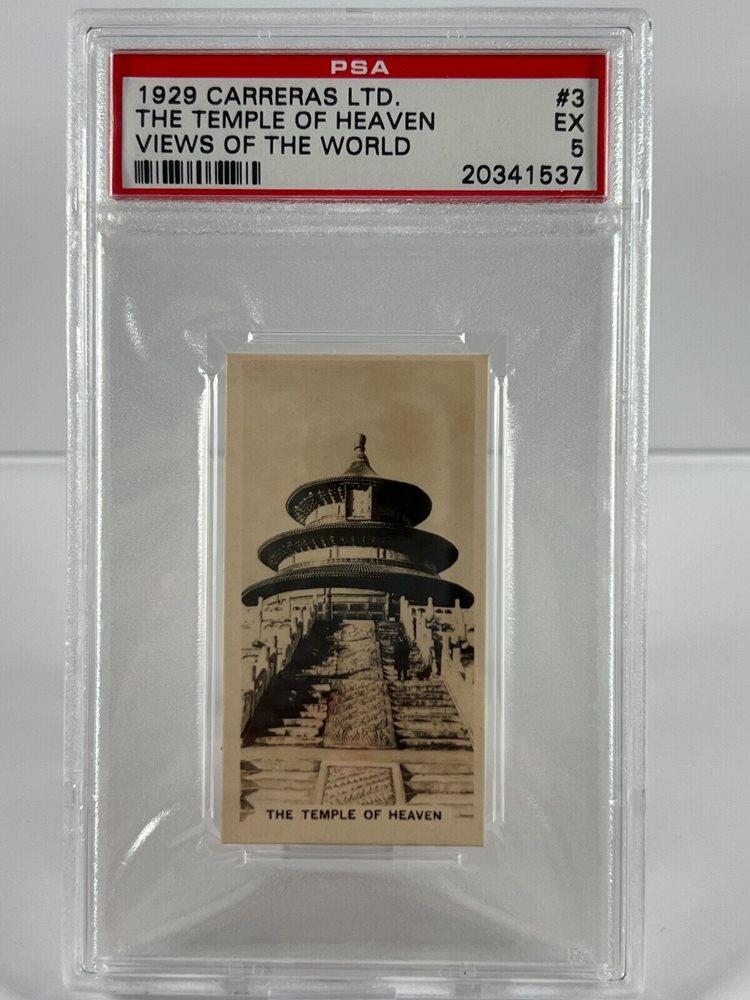 PSA
1929 CARRERAS LTD. #3
THE TEMPLE OF HEAVEN EX
VIEWS OF THE WORLD 5
20341537
THE TEMPLE OF HEAVEN